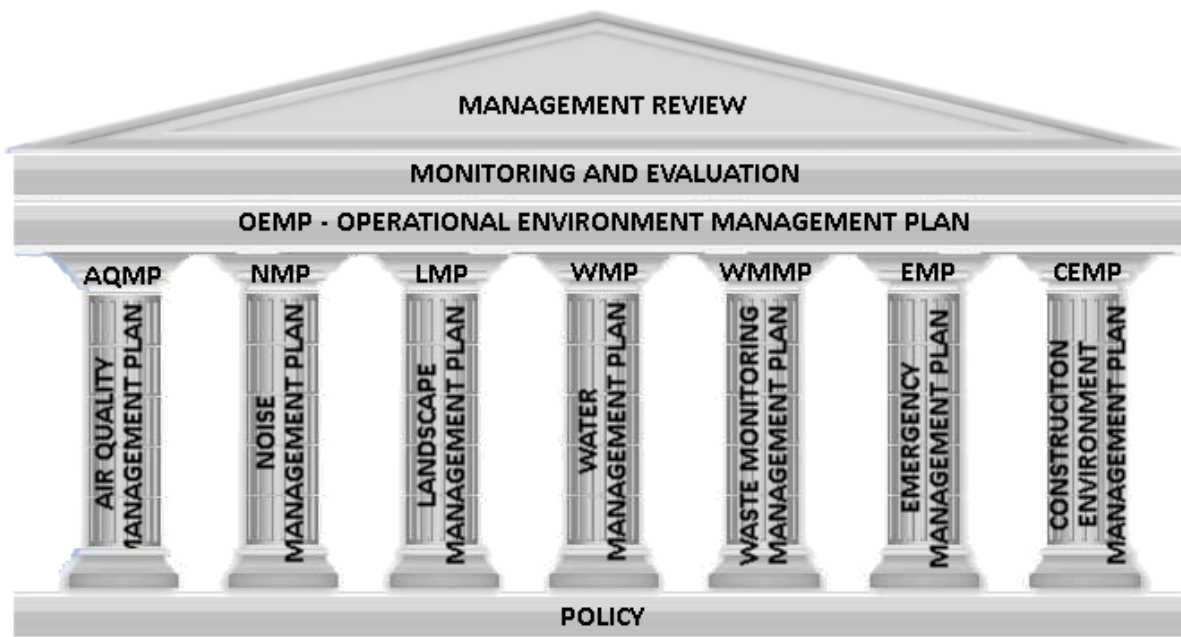 MANAGEMENT REVIEW
MONITORING AND EVALUATION
OEMP - OPERATIONAL ENVIRONMENT MANAGEMENT PLAN
AQMP
NMP
LMP
WMP
WMMP
EMP
CEMP
AIR QUALITY
MANAGEMENT PLAN
NOISE
MANAGEMENT PLAN
LANDSCAPE
MANAGEMENT PLAN
WATER
MANAGEMENT PLAN
WASTE MONITORING
MANAGEMENT PLAN
EMERGENCY
MANAGEMENT PLAN
CONSTRUCITON
ENVIRONMENT
MANAGEMENT PLAN
POLICY